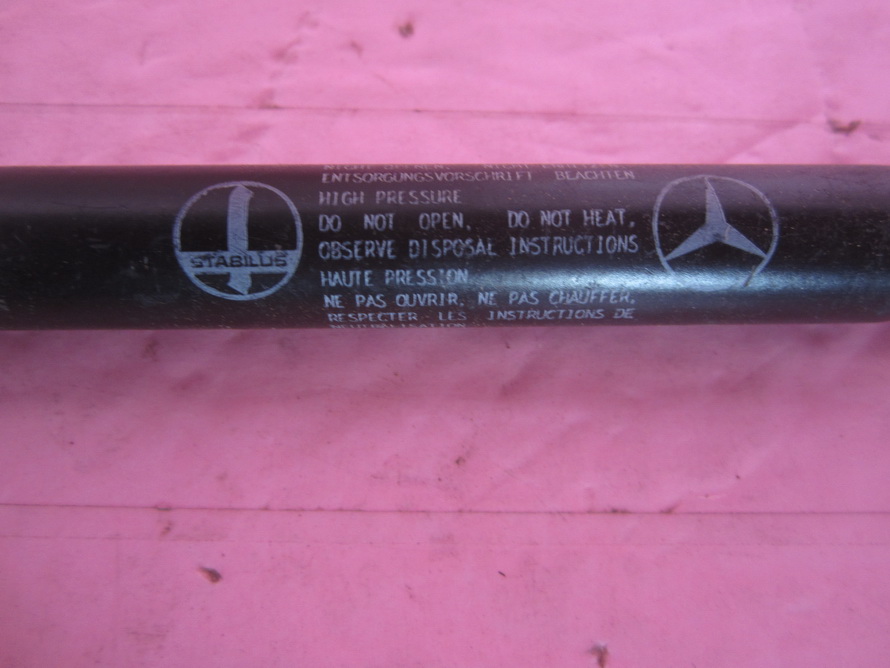 STABILUS
ENTSORGUNGSVORSCHRIFT BEACHTEN
HIGH PRESSURE
DO NOT OPEN, DO NOT HEAT,
OBSERVE DISPOSAL INSTRUCTIONS
HAUTE PRESSION
NE PAS OUVRIR, NE PAS CHAUFFER,
RESPECTER LES INSTRUCTIONS DE